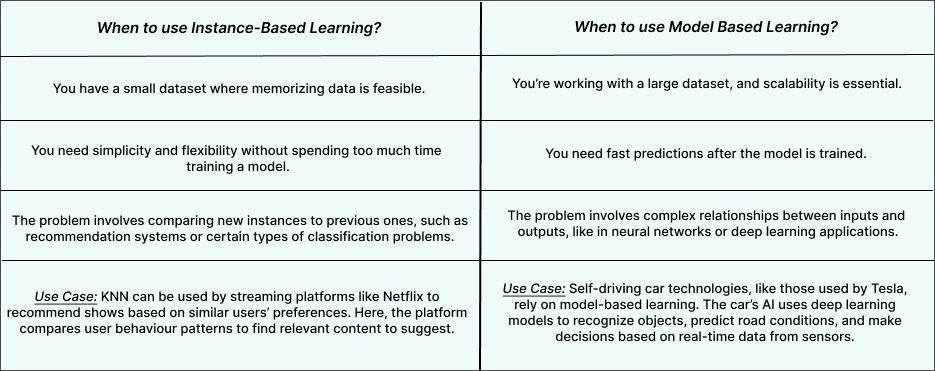 When to use Instance-Based Learning?
When to use Model Based Learning?
You have a small dataset where memorizing data is feasible.
You're working with a large dataset, and scalability is essential.
You need simplicity and flexibility without spending too much time
training a model.
You need fast predictions after the model is trained.
The problem involves comparing new instances to previous ones, such as
recommendation systems or certain types of classification problems.
The problem involves complex relationships between inputs and
outputs, like in neural networks or deep learning applications.
Use Case: KNN can be used by streaming platforms like Netflix to
recommend shows based on similar users' preferences. Here, the platform
compares user behaviour patterns to find relevant content to suggest.
Use Case: Self-driving car technologies, like those used by Tesla,
rely on model-based learning. The car's AI uses deep learning
models to recognize objects, predict road conditions, and make
decisions based on real-time data from sensors.